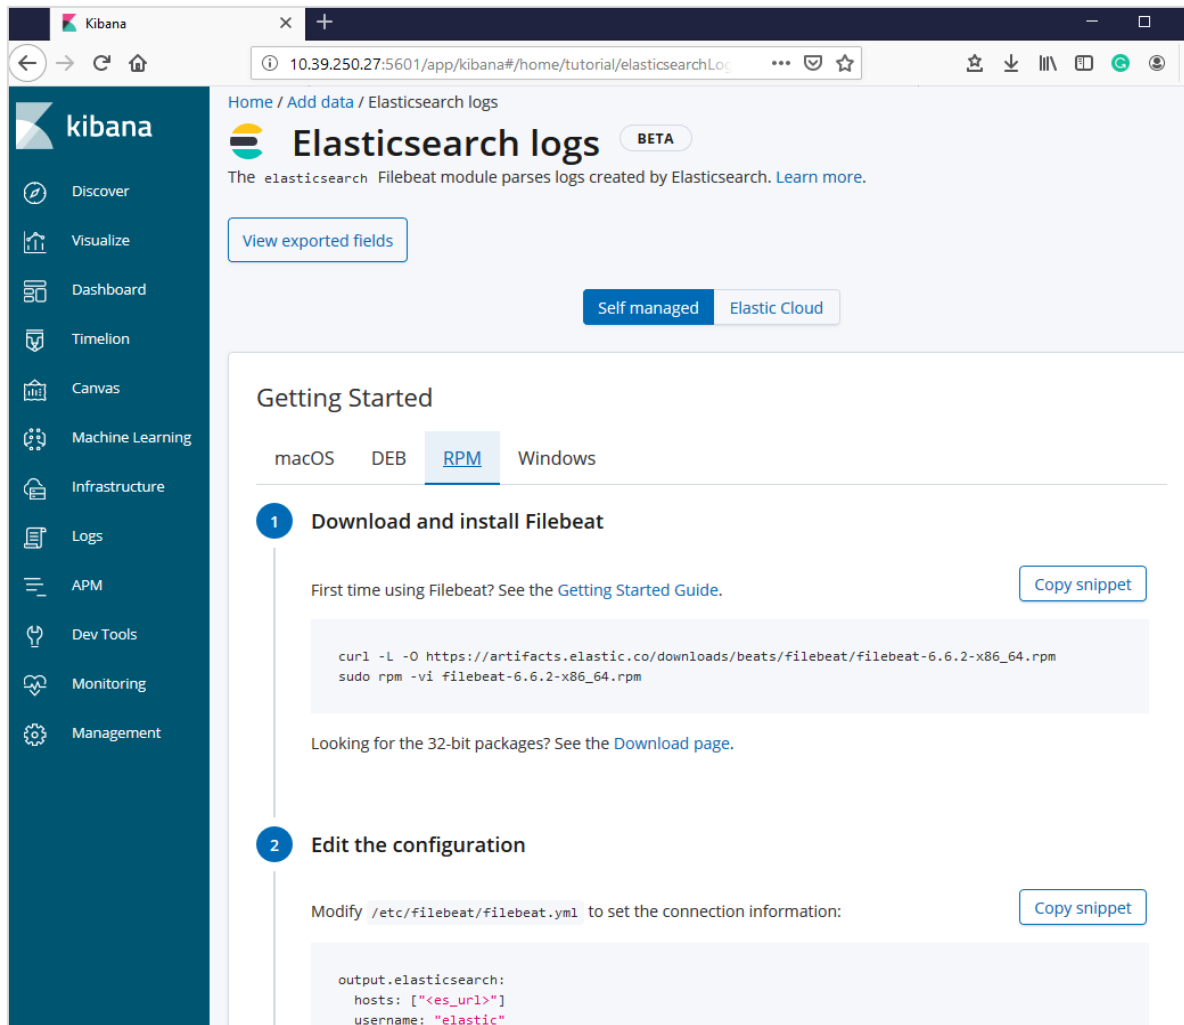 Kibana
10.39.250.27:5601/app/kibana#/home/tutorial/elasticsearchLog
kibana
Discover
Visualize
Dashboard
Timelion
Canvas
Machine Learning
Infrastructure
Logs
APM
Dev Tools
Monitoring
Management
Home / Add data / Elasticsearch logs
Elasticsearch logs BETA
The elasticsearch Filebeat module parses logs created by Elasticsearch. Learn more.
View exported fields
Self managed Elastic Cloud
Getting Started
macOS DEB RPM Windows
1 Download and install Filebeat
First time using Filebeat? See the Getting Started Guide. Copy snippet
curl -L -O https://artifacts.elastic.co/downloads/beats/filebeat/filebeat-6.6.2-x86_64.rpm
sudo rpm -vi filebeat-6.6.2-x86_64.rpm
Looking for the 32-bit packages? See the Download page.
2 Edit the configuration
Modify /etc/filebeat/filebeat.yml to set the connection information: Copy snippet
output.elasticsearch:
hosts: ["<es_url>"]
username: "elastic"